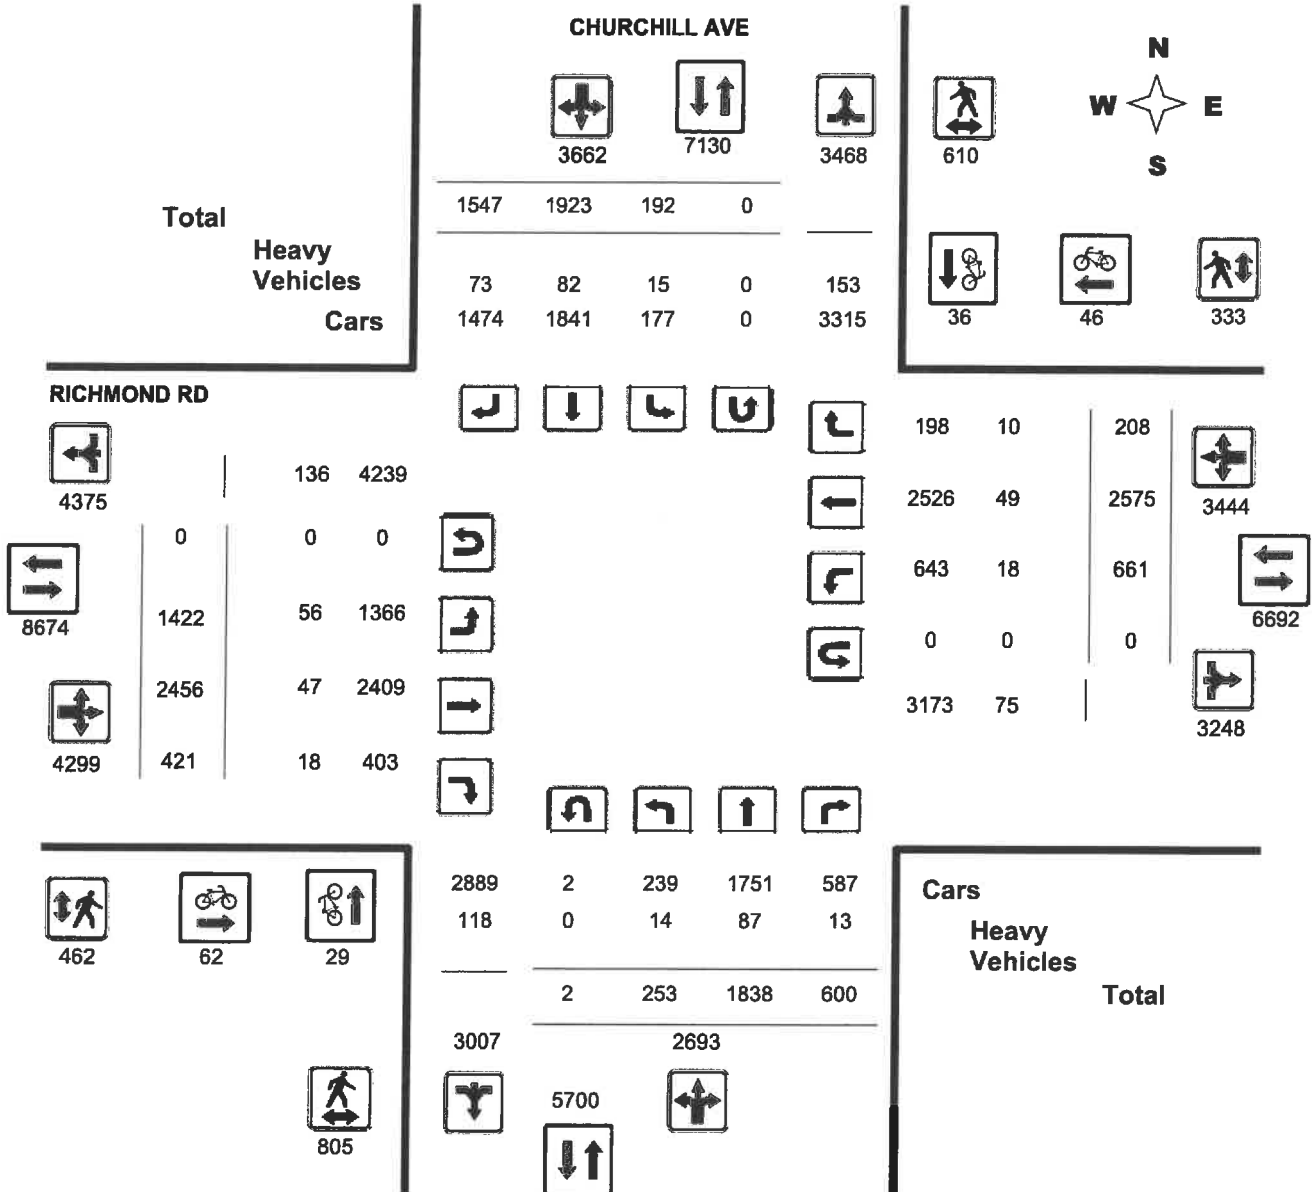 CHURCHILL AVE
N
W E
S
3662 7130 3468 610
1547 1923 192 0
Total
Heavy
Vehicles
73 82 15 0 153
Cars
1474 1841 177 0 3315
36 46 333
RICHMOND RD
4375
136 4239
0 0 0
8674
1422 56 1366
2456 47 2409
4299
421 18 403
198 10 208
2526 49 2575
3444
643 18 661
6692
0 0 0
3173 75
3248
462 62 29
2889 2 239 1751 587
118 0 14 87 13
Cars
Heavy
Vehicles
Total
2 253 1838 600
3007 2693
5700
805